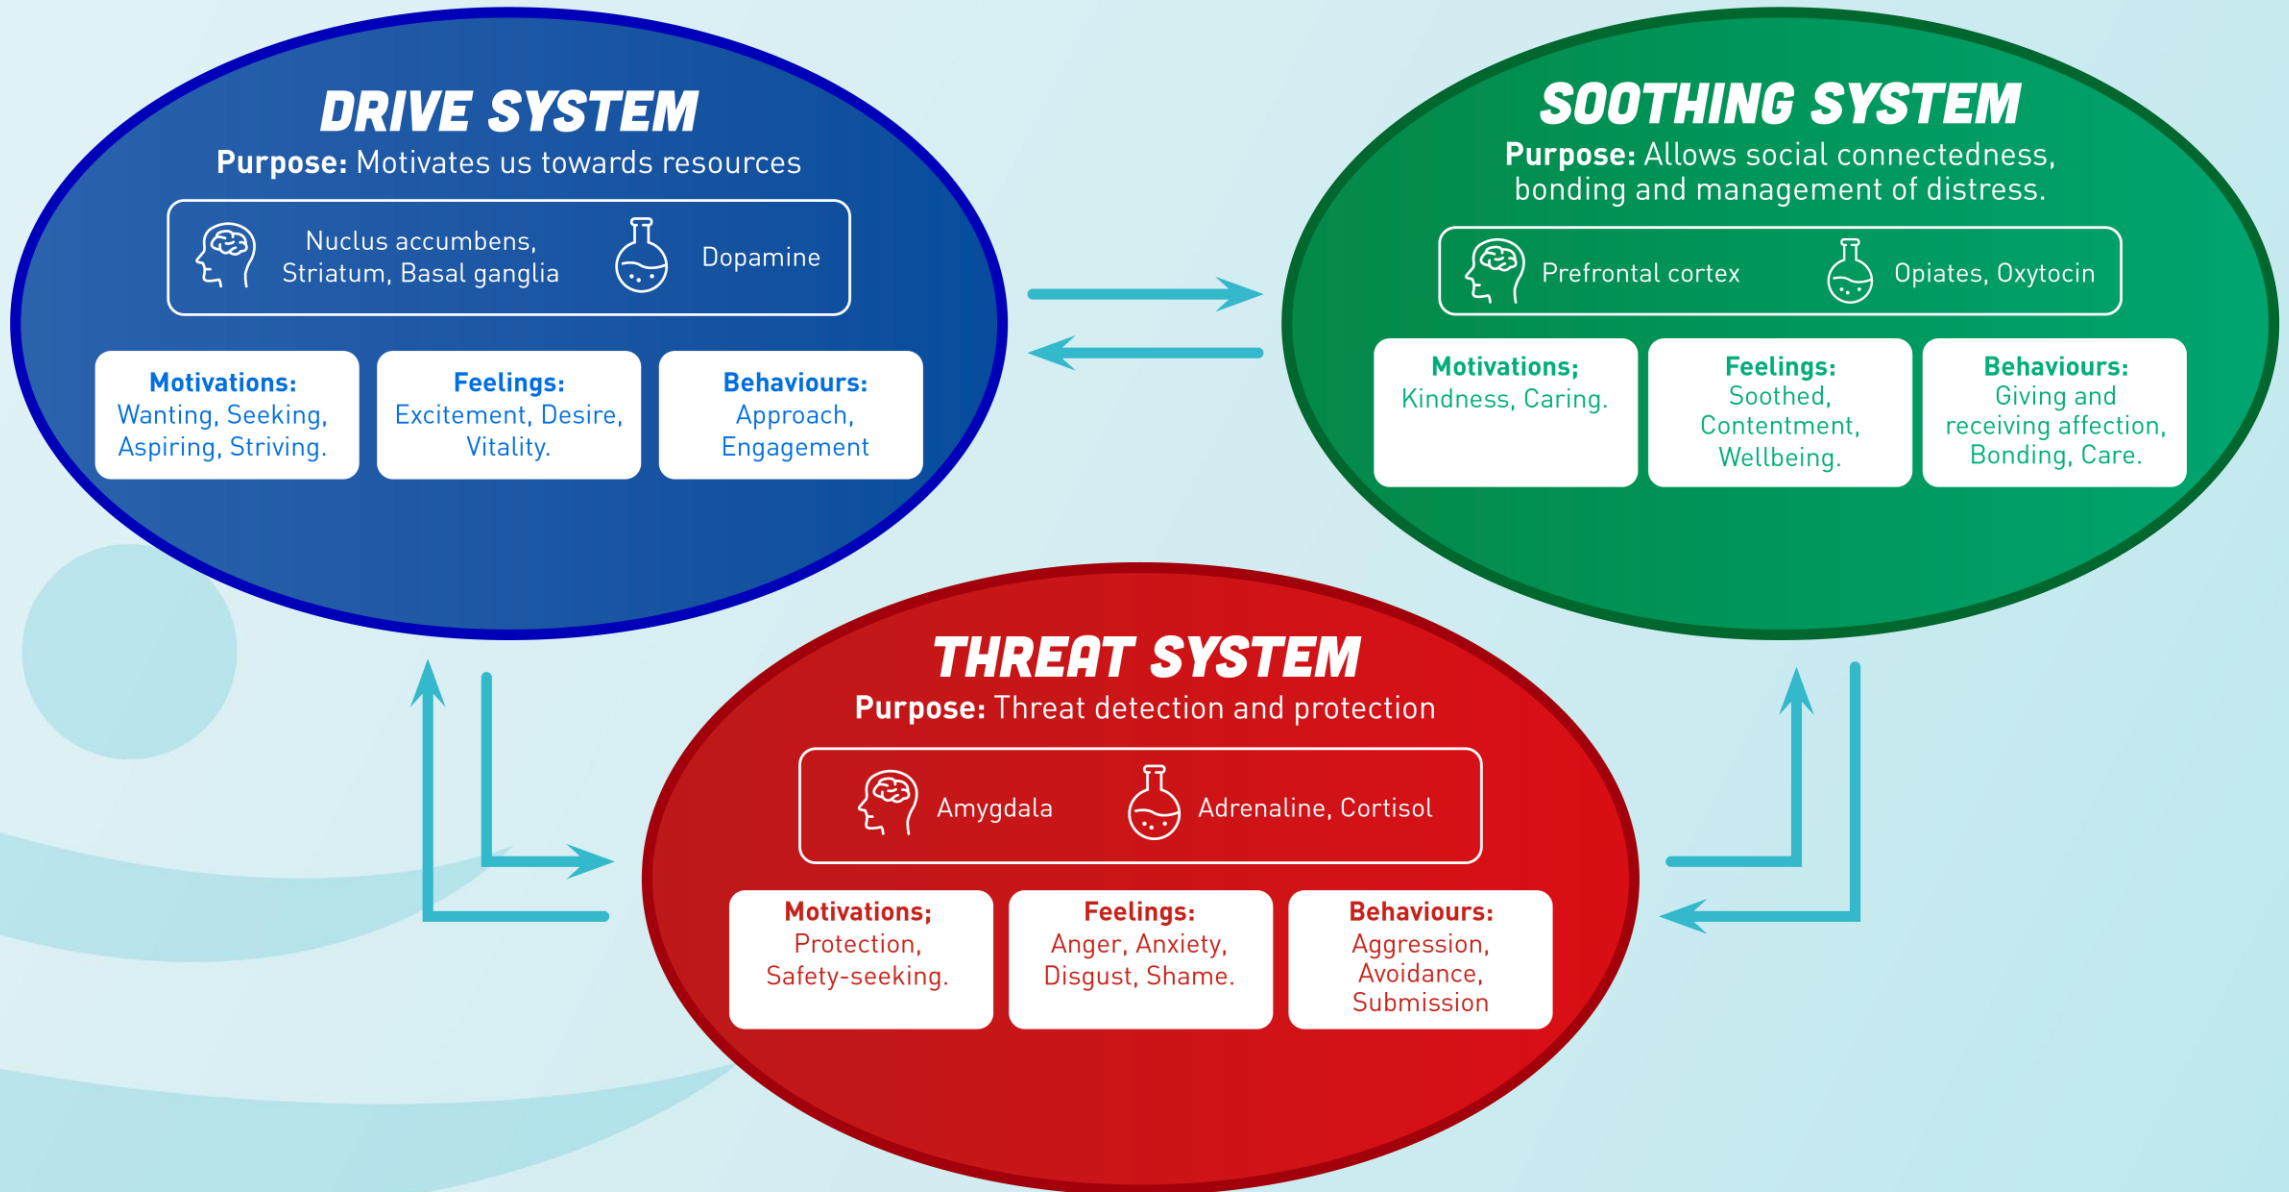 DRIVE SYSTEM
Purpose: Motivates us towards resources
Nuclus accumbens,
Striatum, Basal ganglia
Dopamine
Motivations:
Wanting, Seeking,
Aspiring, Striving.
Feelings:
Excitement, Desire,
Vitality.
Behaviours:
Approach,
Engagement
SOOTHING SYSTEM
Purpose: Allows social connectedness,
bonding and management of distress.
Prefrontal cortex
Opiates, Oxytocin
Motivations;
Kindness, Caring.
Feelings:
Soothed,
Contentment,
Wellbeing.
Behaviours:
Giving and
receiving affection,
Bonding, Care.
THREAT SYSTEM
Purpose: Threat detection and protection
Amygdala
Adrenaline, Cortisol
Motivations;
Protection,
Safety-seeking.
Feelings:
Anger, Anxiety,
Disgust, Shame.
Behaviours:
Aggression,
Avoidance,
Submission